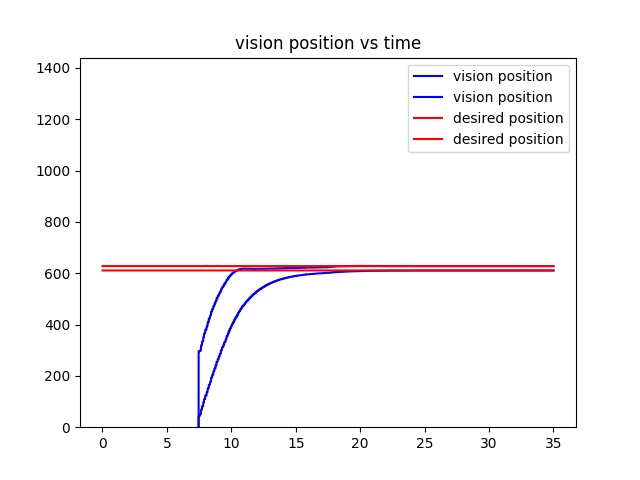 vision position vs time
vision position
vision position
desired position
desired position
1400
1200
1000
800
600
400
200
0
0 5 10 15 20 25 30 35